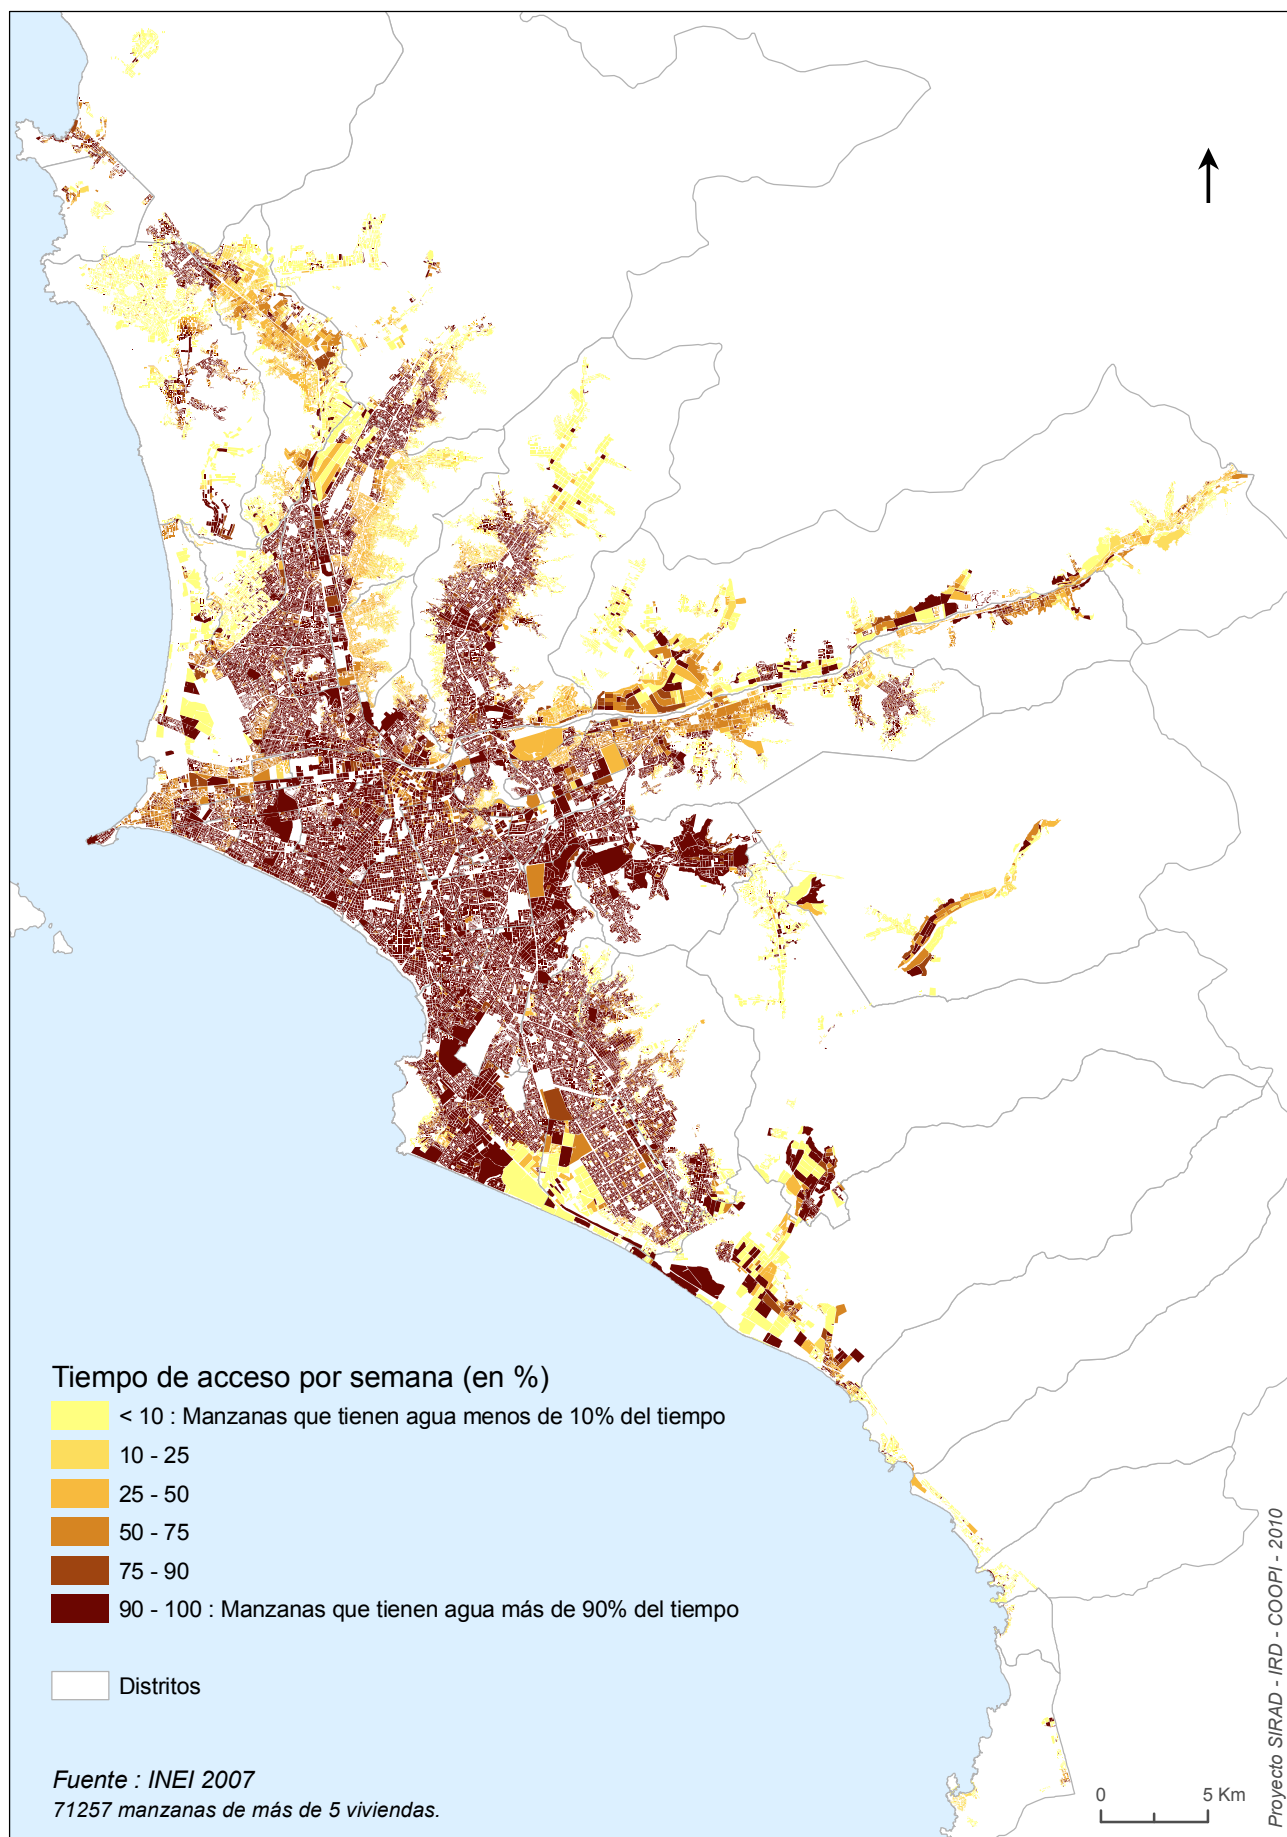 Tiempo de acceso por semana (en %)
< 10 : Manzanas que tienen agua menos de 10% del tiempo
10 - 25
25 - 50
50 - 75
75 - 90
90 - 100 : Manzanas que tienen agua más de 90% del tiempo
Distritos
Fuente : INEI 2007
71257 manzanas de más de 5 viviendas.
0 5 Km
Proyecto SIRAD - IRD - COOPI - 2010